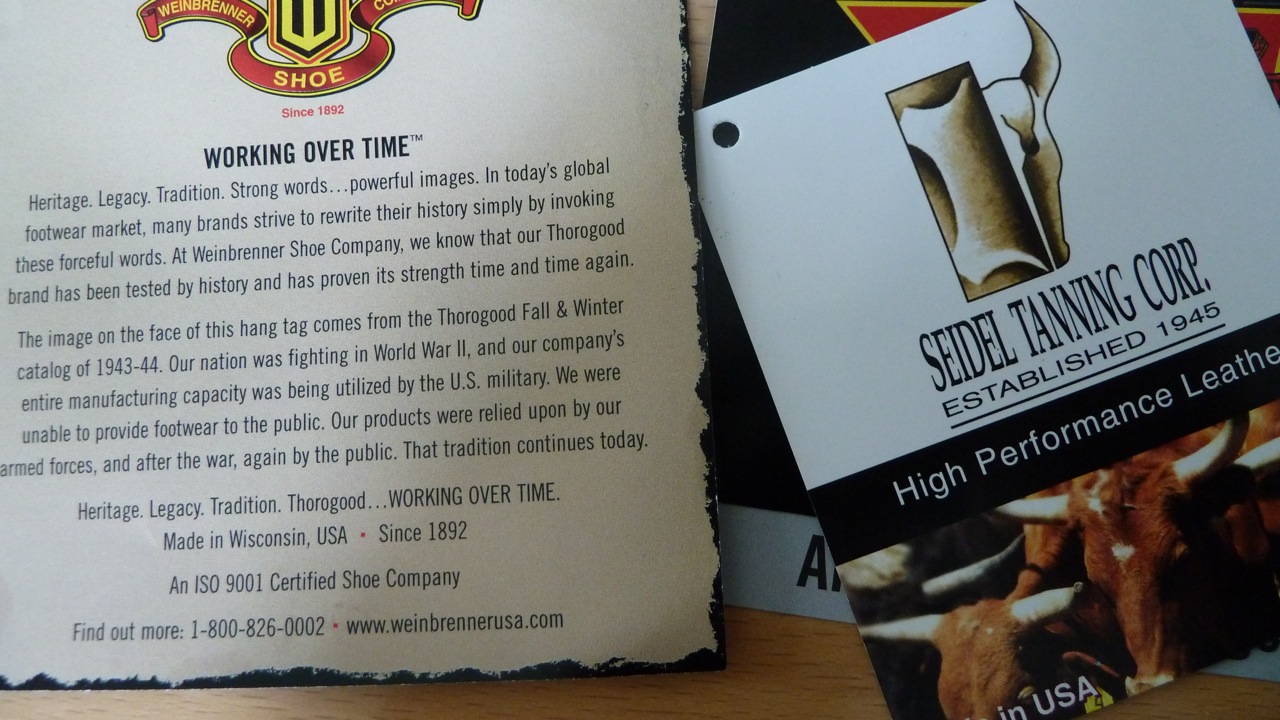 WEINBRENNER
SHOE
Since 1892
WORKING OVER TIME™
Heritage. Legacy. Tradition. Strong words...powerful images. In today's global
footwear market, many brands strive to rewrite their history simply by invoking
these forceful words. At Weinbrenner Shoe Company, we know that our Thorogood
brand has been tested by history and has proven its strength time and time again.
The image on the face of this hang tag comes from the Thorogood Fall & Winter
catalog of 1943-44. Our nation was fighting in World War II, and our company's
entire manufacturing capacity was being utilized by the U.S. military. We were
unable to provide footwear to the public. Our products were relied upon by our
armed forces, and after the war, again by the public. That tradition continues today.
Heritage. Legacy. Tradition. Thorogood...WORKING OVER TIME.
Made in Wisconsin, USA • Since 1892
An ISO 9001 Certified Shoe Company
Find out more: 1-800-826-0002 • www.weinbrennerusa.com
SEIDEL TANNING CORP.
ESTABLISHED 1945
High Performance Leathe
in USA